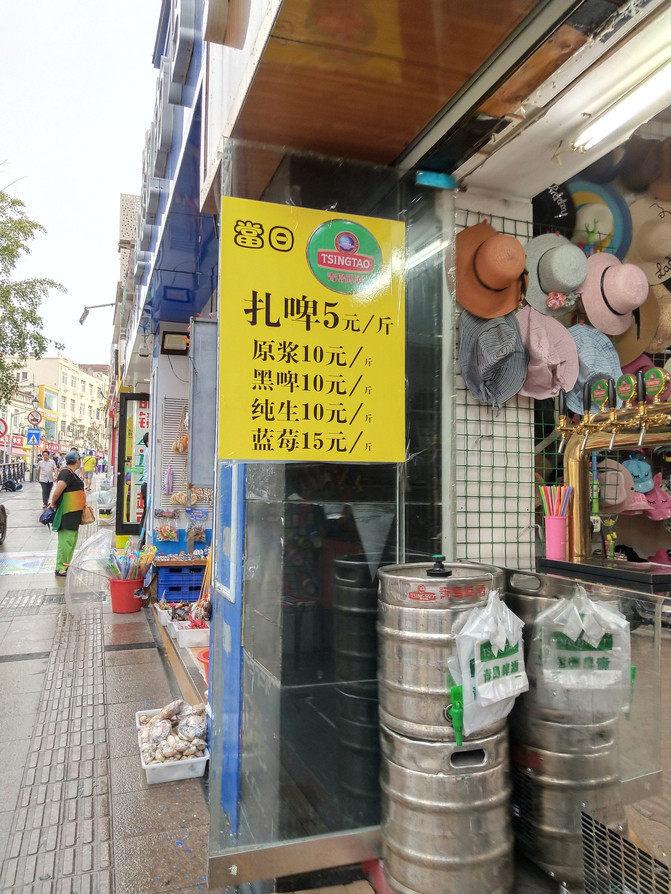 當日
TSINGTAO
扎啤5元/斤
原浆10元/斤
黑啤10元/斤
纯生10元/斤
蓝莓15元/斤